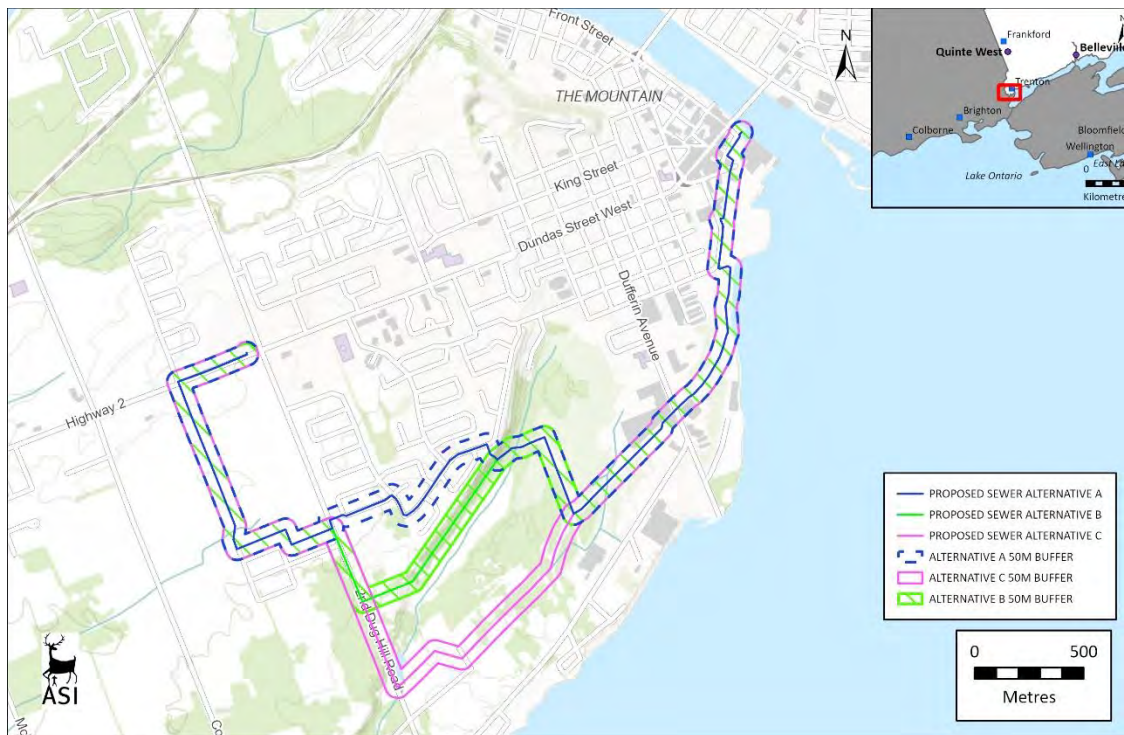 Front Street
N
THE MOUNTAIN
King Street
Dundas Street West
Dufferin Avenue
Highway 2
2nd Dug Hill Road
ASI
Frankford
Quinte West
Belleville
Trenton
Brighton
Colborne
Bloomfield
Wellington
Lake Ontario
0
Kilometre
PROPOSED SEWER ALTERNATIVE A
PROPOSED SEWER ALTERNATIVE B
PROPOSED SEWER ALTERNATIVE C
ALTERNATIVE A 50M BUFFER
ALTERNATIVE C 50M BUFFER
ALTERNATIVE B 50M BUFFER
0 500
Metres